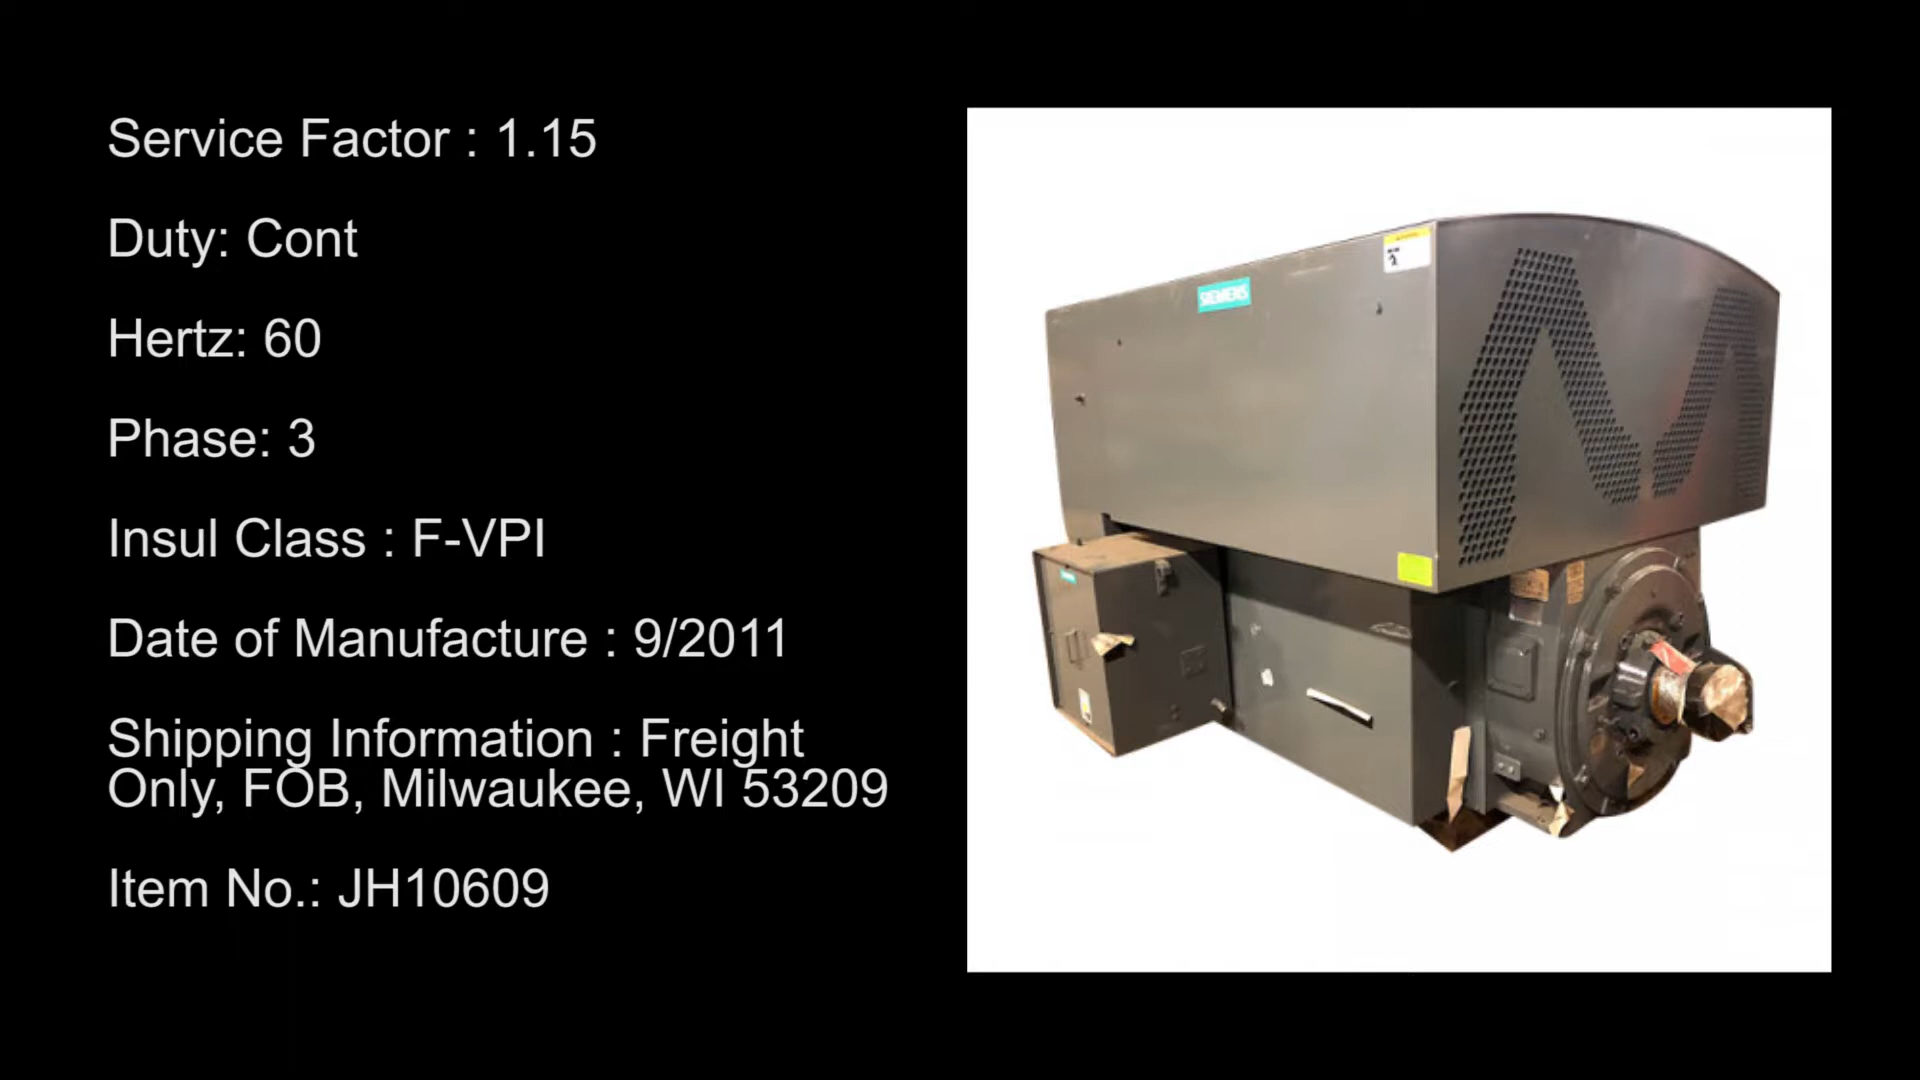 Service Factor : 1.15
Duty: Cont
Hertz: 60
Phase: 3
Insul Class : F-VPI
Date of Manufacture : 9/2011
Shipping Information : Freight
Only, FOB, Milwaukee, WI 53209
Item No.: JH10609
SIEMENS